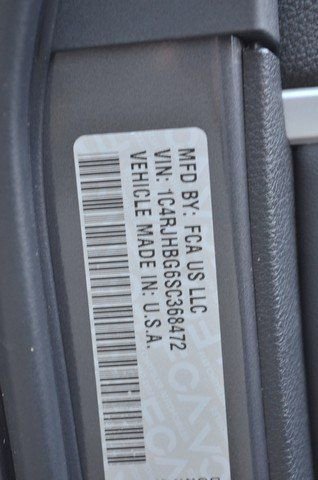 MFD BY: FCA US LLC
VIN: 1C4RJHBG6SC368472
VEHICLE MADE IN: U.S.A.